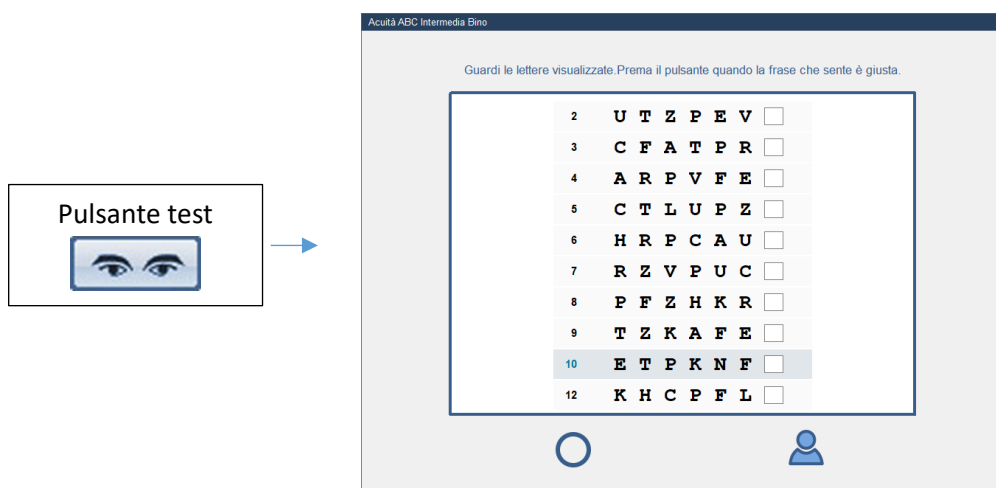 Acuità ABC Intermedia Bino
Guardi le lettere visualizzate.Prema il pulsante quando la frase che sente è giusta.
2 U T Z P E V
3 C F A T P R
4 A R P V F E
5 C T L U P Z
6 H R P C A U
7 R Z V P U C
8 P F Z H K R
9 T Z K A F E
10 E T P K N F
12 K H C P F L
Pulsante test